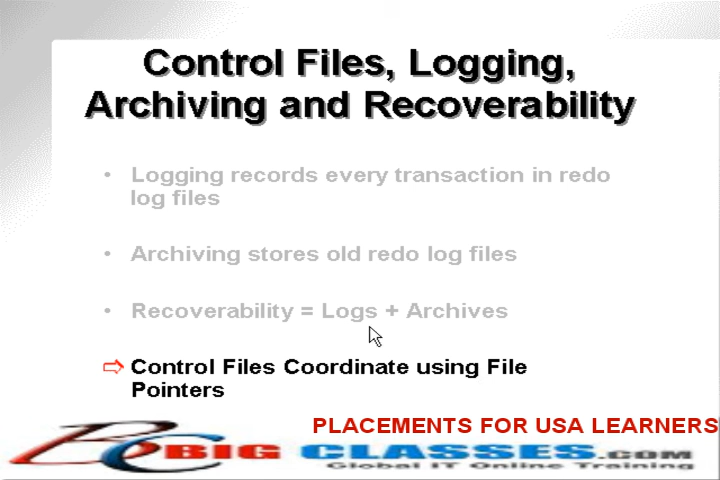 Control Files, Logging,
Archiving and Recoverability
• Logging records every transaction in redo
log files
• Archiving stores old redo log files
• Recoverability = Logs + Archives
⇨ Control Files Coordinate using File
Pointers
PLACEMENTS FOR USA LEARNERS
BC BIG CLASSES.COM
Global IT Online Training